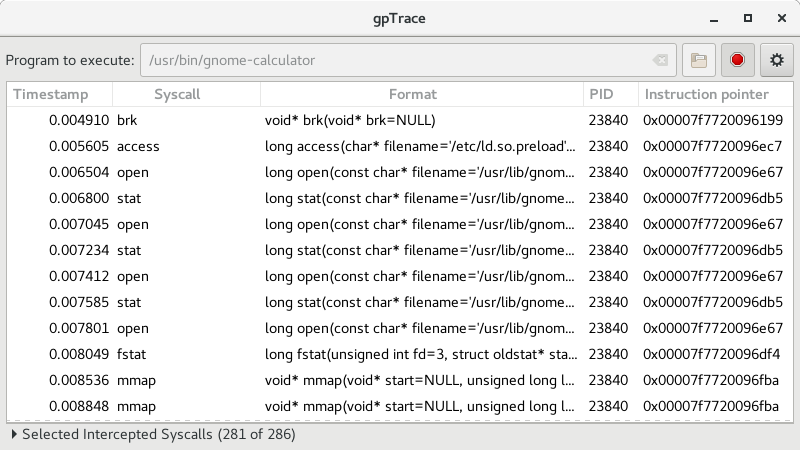 gpTrace
Program to execute: /usr/bin/gnome-calculator
Timestamp Syscall Format PID Instruction pointer
0.004910 brk void* brk(void* brk=NULL) 23840 0x00007f7720096199
0.005605 access long access(char* filename='/etc/ld.so.preload'... 23840 0x00007f7720096ec7
0.006504 open long open(const char* filename='/usr/lib/gnom... 23840 0x00007f7720096e67
0.006800 stat long stat(const char* filename='/usr/lib/gnome... 23840 0x00007f7720096db5
0.007045 open long open(const char* filename='/usr/lib/gnom... 23840 0x00007f7720096e67
0.007234 stat long stat(const char* filename='/usr/lib/gnome... 23840 0x00007f7720096db5
0.007412 open long open(const char* filename='/usr/lib/gnom... 23840 0x00007f7720096e67
0.007585 stat long stat(const char* filename='/usr/lib/gnome... 23840 0x00007f7720096db5
0.007801 open long open(const char* filename='/usr/lib/gnom... 23840 0x00007f7720096e67
0.008049 fstat long fstat(unsigned int fd=3, struct oldstat* sta... 23840 0x00007f7720096df4
0.008536 mmap void* mmap(void* start=NULL, unsigned long l... 23840 0x00007f7720096fba
0.008848 mmap void* mmap(void* start=NULL, unsigned long l... 23840 0x00007f7720096fba
Selected Intercepted Syscalls (281 of 286)